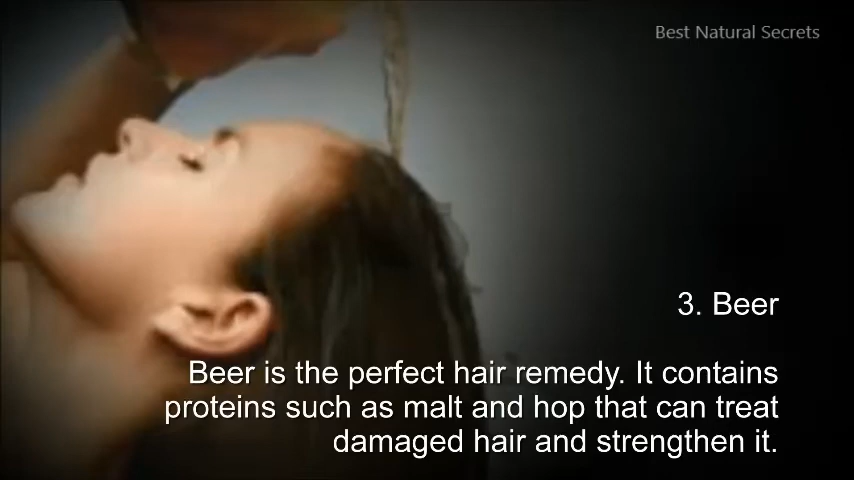 Best Natural Secrets
3. Beer
Beer is the perfect hair remedy. It contains
proteins such as malt and hop that can treat
damaged hair and strengthen it.